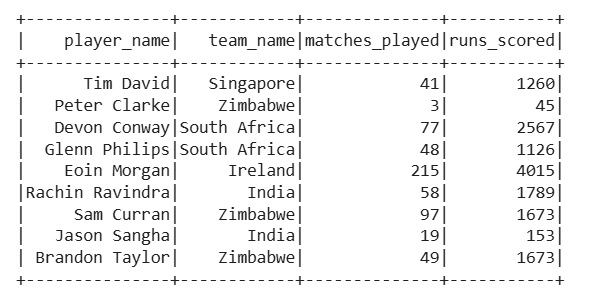 +---------------+------------+--------------+-----------+
|    player_name|   team_name|matches_played|runs_scored|
+---------------+------------+--------------+-----------+
|      Tim David|   Singapore|            41|       1260|
|   Peter Clarke|    Zimbabwe|             3|         45|
|   Devon Conway|South Africa|            77|       2567|
|  Glenn Philips|South Africa|            48|       1126|
|    Eoin Morgan|     Ireland|           215|       4015|
|Rachin Ravindra|       India|            58|       1789|
|     Sam Curran|    Zimbabwe|            97|       1673|
|   Jason Sangha|       India|            19|        153|
| Brandon Taylor|    Zimbabwe|            49|       1673|
+---------------+------------+--------------+-----------+